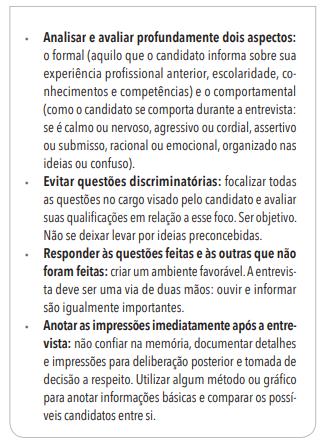 • Analisar e avaliar profundamente dois aspectos:
o formal (aquilo que o candidato informa sobre sua
experiência profissional anterior, escolaridade, co-
nhecimentos e competências) e o comportamental
(como o candidato se comporta durante a entrevista:
se é calmo ou nervoso, agressivo ou cordial, assertivo
ou submisso, racional ou emocional, organizado nas
ideias ou confuso).
• Evitar questões discriminatórias: focalizar todas
as questões no cargo visado pelo candidato e avaliar
suas qualificações em relação a esse foco. Ser objetivo.
Não se deixar levar por ideias preconcebidas.
• Responder às questões feitas e às outras que não
foram feitas: criar um ambiente favorável. A entrevis-
ta deve ser uma via de duas mãos: ouvir e informar
são igualmente importantes.
• Anotar as impressões imediatamente após a entre-
vista: não confiar na memória, documentar detalhes
e impressões para deliberação posterior e tomada de
decisão a respeito. Utilizar algum método ou gráfico
para anotar informações básicas e comparar os possí-
veis candidatos entre si.